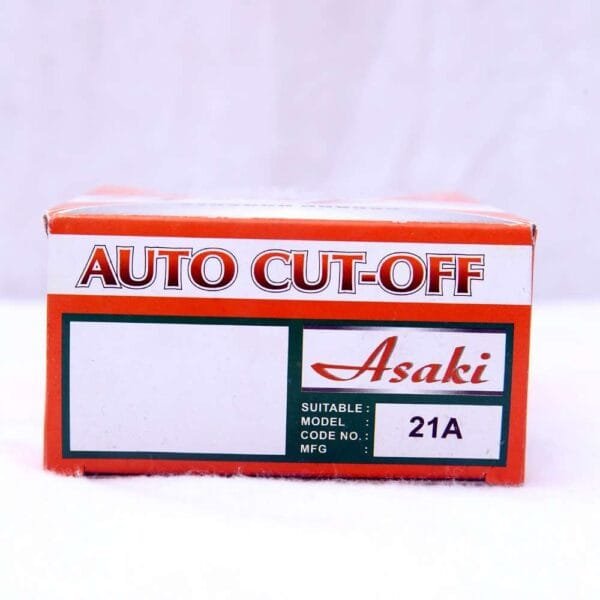 AUTO CUT-OFF
Asaki
SUITABLE :
MODEL :
CODE NO. :
MFG :
21A